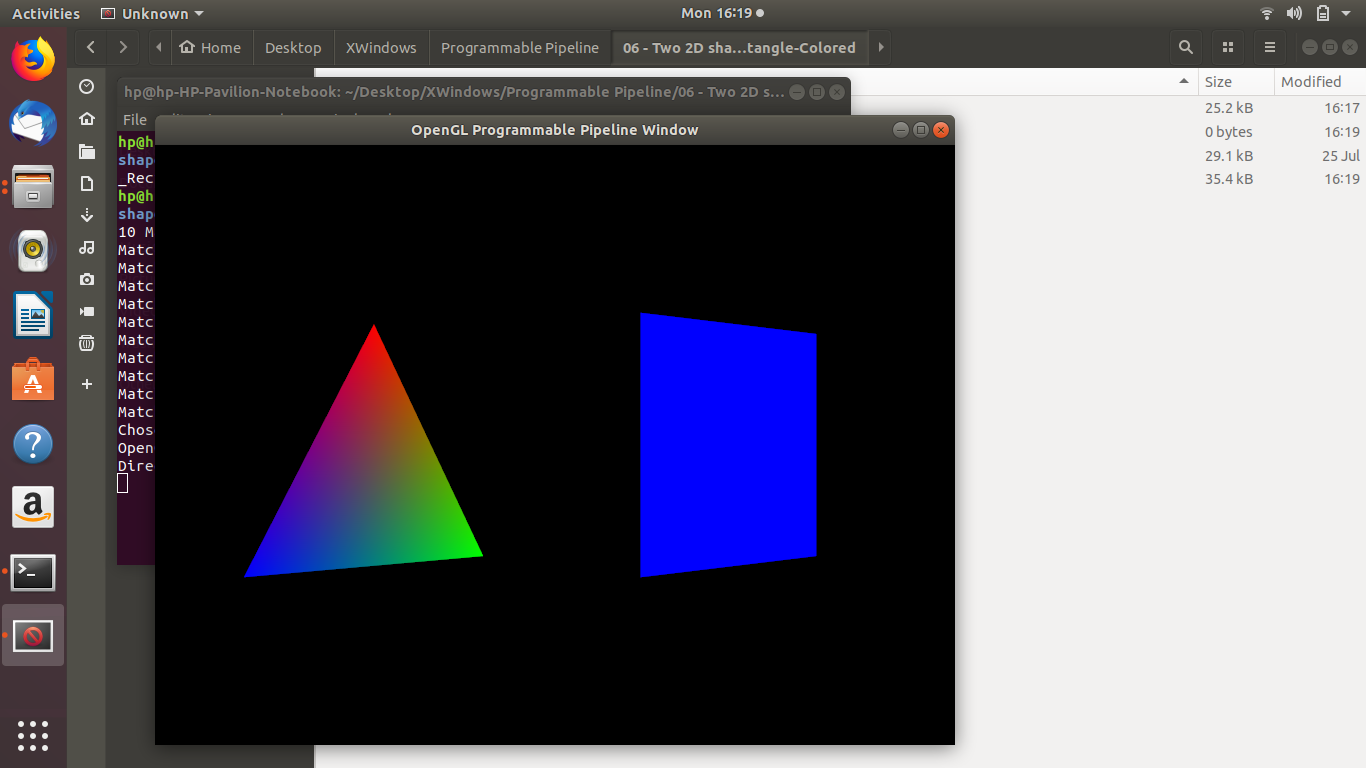 Activities Unknown Mon 16:19
Home Desktop XWindows Programmable Pipeline 06 - Two 2D sha...tangle-Colored
Size Modified
hp@hp-HP-Pavilion-Notebook: ~/Desktop/XWindows/Programmable Pipeline/06 - Two 2D s...
25.2 kB 16:17
File
OpenGL Programmable Pipeline Window
0 bytes 16:19
hp@h
shap
29.1 kB 25 Jul
_Rec
35.4 kB 16:19
hp@h
shap
10 M
Matc
Matc
Matc
Matc
Matc
Matc
Matc
Matc
Matc
Matc
Chos
Open
Dire